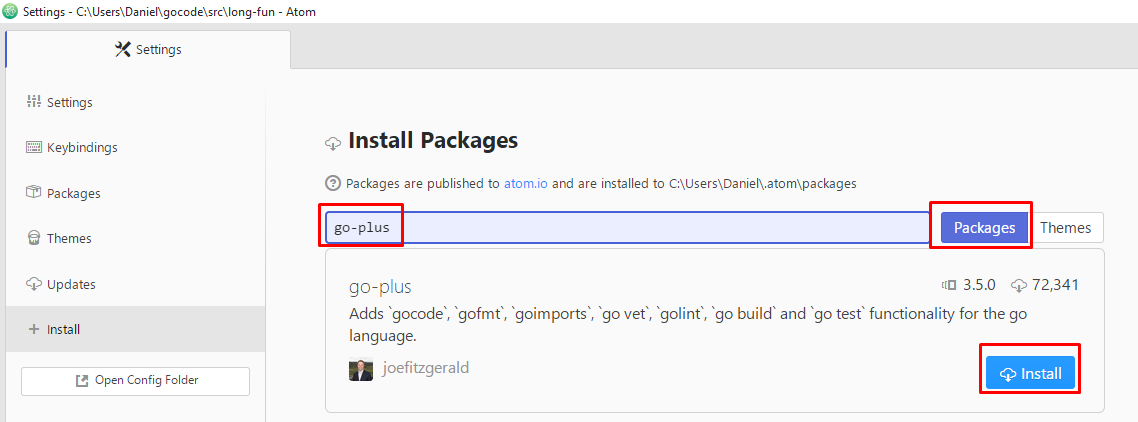 Settings - C:\Users\Daniel\gocode\src\long-fun - Atom
Settings
Settings
Keybindings
Packages
Themes
Updates
Install
Open Config Folder
Install Packages
Packages are published to atom.io and are installed to C:\Users\Daniel\.atom\packages
go-plus
Packages
Themes
go-plus
3.5.0
72,341
Adds `gocode`, `gofmt`, `goimports`, `go vet`, `golint`, `go build` and `go test` functionality for the go
language.
joefitzgerald
Install